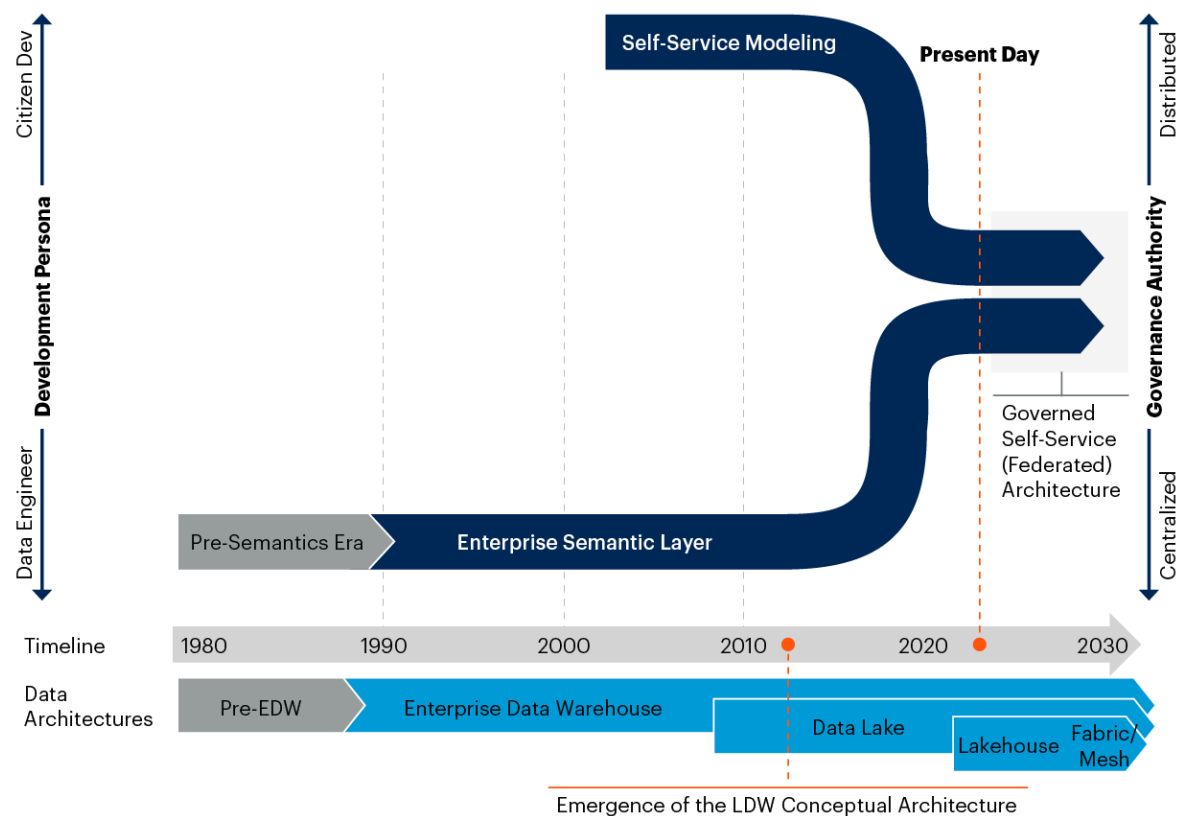 Citizen Dev
Development Persona
Data Engineer
Self-Service Modeling
Present Day
Distributed
Governance Authority
Centralized
Governed
Self-Service
(Federated)
Architecture
Pre-Semantics Era
Enterprise Semantic Layer
Timeline
1980
1990
2000
2010
2020
2030
Data
Architectures
Pre-EDW
Enterprise Data Warehouse
Data Lake
Lakehouse
Fabric/
Mesh
Emergence of the LDW Conceptual Architecture